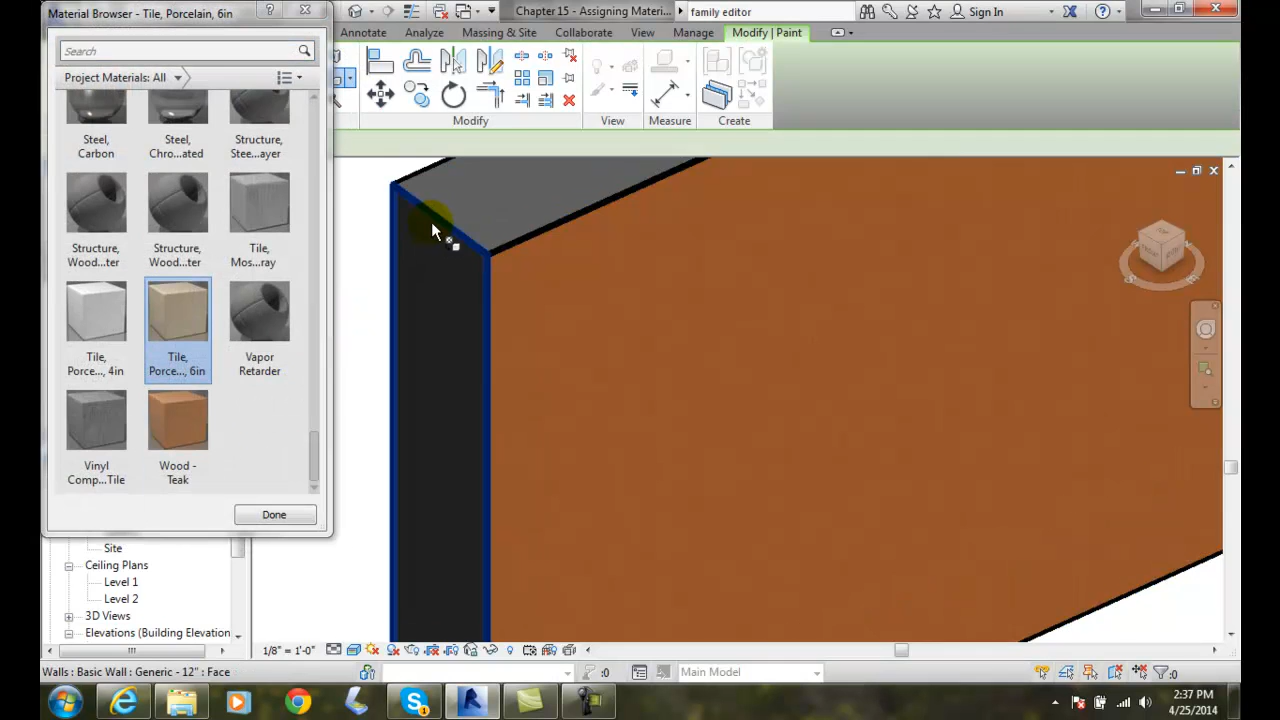 Material Browser - Tile, Porcelain, 6in
Chapter 15 - Assigning Materi...
family editor
Sign In
Annotate
Analyze
Massing & Site
Collaborate
View
Manage
Modify | Paint
Search
Project Materials: All
Modify
View
Measure
Create
Steel,
Carbon
Steel,
Chro...ated
Structure,
Stee...ayer
Structure,
Wood...ter
Structure,
Wood...ter
Tile,
Mos...ray
Tile,
Porce..., 4in
Tile,
Porce..., 6in
Vapor
Retarder
Vinyl
Comp...Tile
Wood -
Teak
Done
Site
Ceiling Plans
Level 1
Level 2
3D Views
Elevations (Building Elevation
1/8" = 1'-0"
Walls : Basic Wall : Generic - 12" : Face
:0
Main Model
:0
2:37 PM
4/25/2014